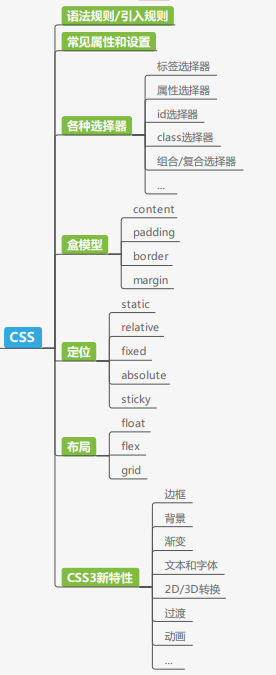 语法规则/引入规则
常见属性和设置
各种选择器
标签选择器
属性选择器
id选择器
class选择器
组合/复合选择器
...
盒模型
content
padding
border
margin
CSS
定位
static
relative
fixed
absolute
sticky
布局
float
flex
grid
CSS3新特性
边框
背景
渐变
文本和字体
2D/3D转换
过渡
动画
...